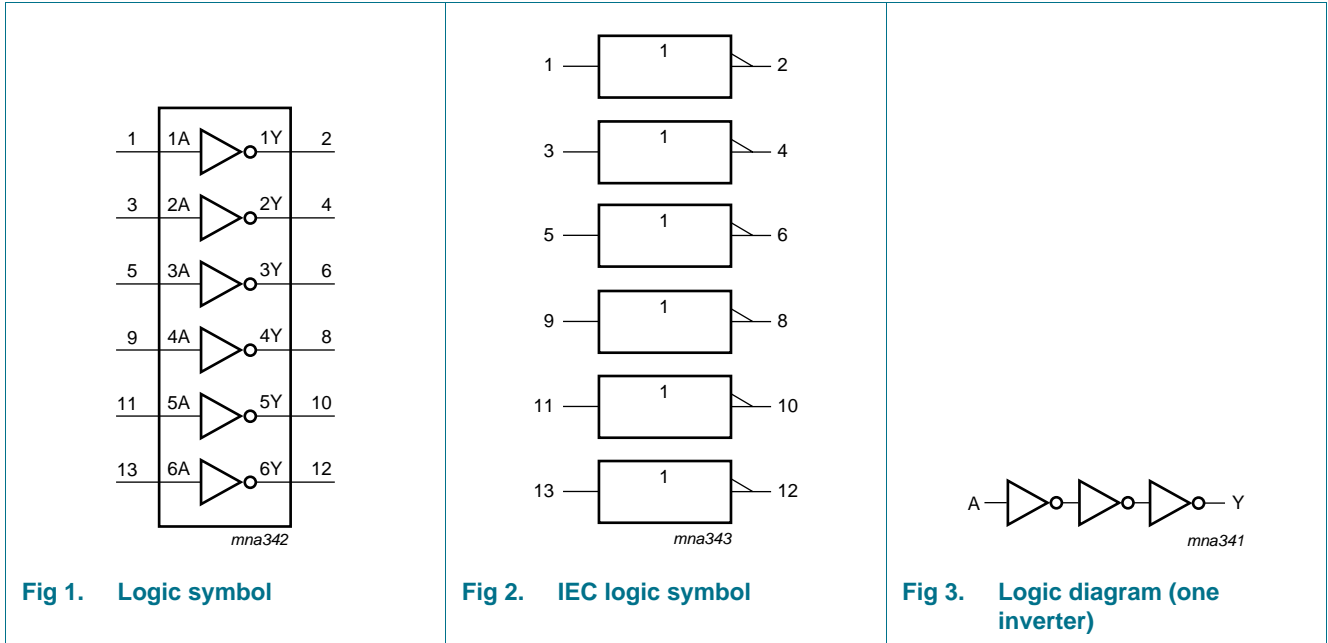 1 1A 1Y 2
3 2A 2Y 4
5 3A 3Y 6
9 4A 4Y 8
11 5A 5Y 10
13 6A 6Y 12
mna342
Fig 1. Logic symbol
1 1 2
3 1 4
5 1 6
9 1 8
11 1 10
13 1 12
mna343
Fig 2. IEC logic symbol
A Y
mna341
Fig 3. Logic diagram (one
inverter)